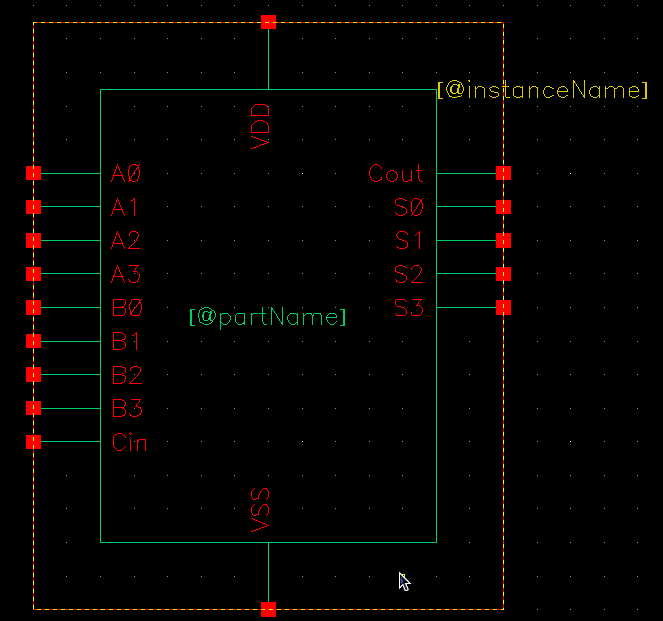 [@instanceName]
VDD
A0
Cout
A1
S0
A2
S1
A3
S2
B0
S3
[@partName]
B1
B2
B3
Cin
VSS